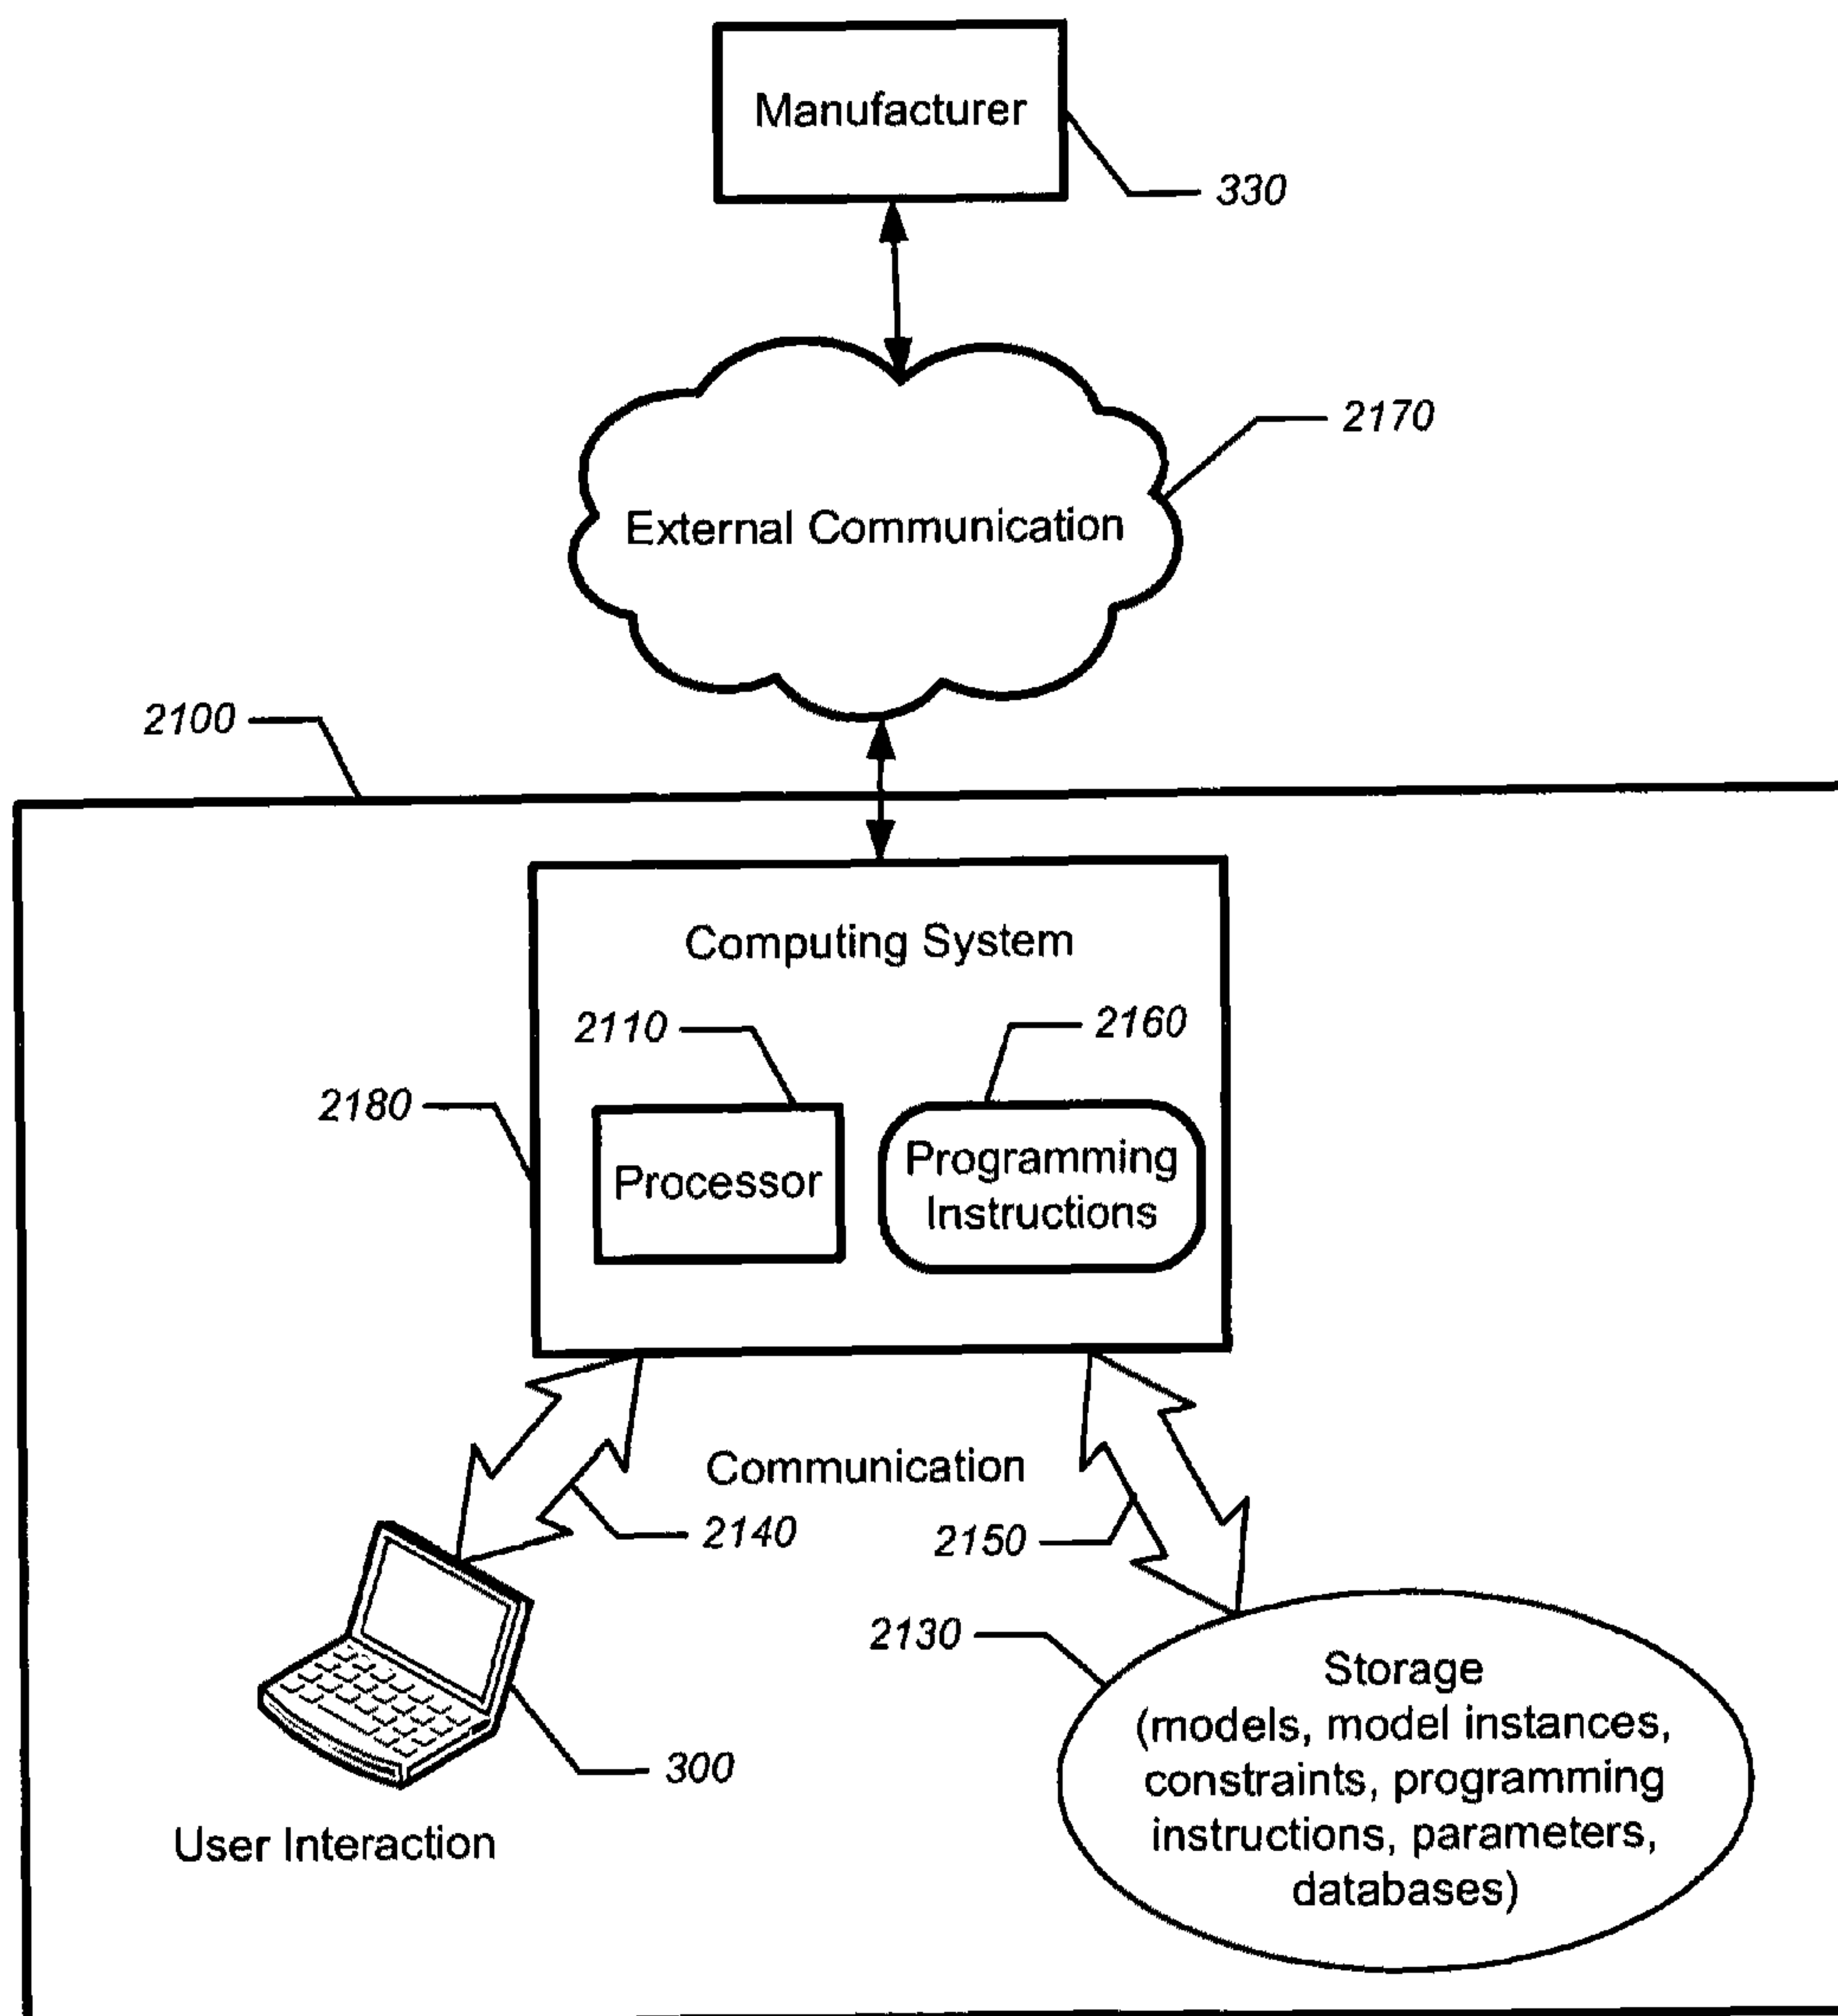 Manufacturer
330
2170
External Communication
2100
Computing System
2110
2160
2180
Processor
Programming
Instructions
Communication
2140
2150
2130
Storage
(models, model instances,
constraints, programming
instructions, parameters,
databases)
300
User Interaction